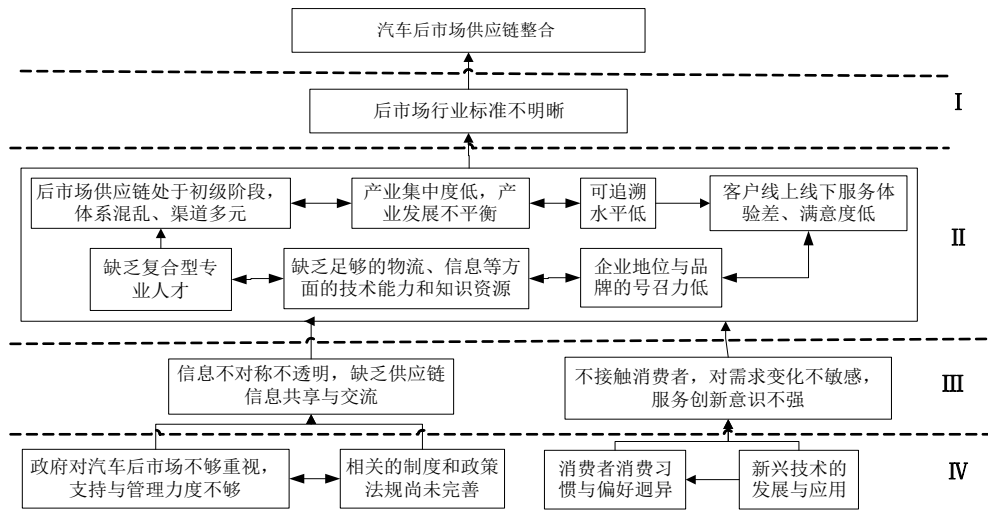 汽车后市场供应链整合
I
后市场行业标准不明晰
后市场供应链处于初级阶段，
体系混乱、渠道多元
产业集中度低，产
业发展不平衡
可追溯
水平低
客户线上线下服务体
验差、满意度低
II
缺乏复合型专
业人才
缺乏足够的物流、信息等方
面的技术能力和知识资源
企业地位与品
牌的号召力低
信息不对称不透明，缺乏供应链
信息共享与交流
不接触消费者，对需求变化不敏感，
服务创新意识不强
III
政府对汽车后市场不够重视，
支持与管理力度不够
相关的制度和政策
法规尚未完善
消费者消费习
惯与偏好迥异
新兴技术的
发展与应用
IV